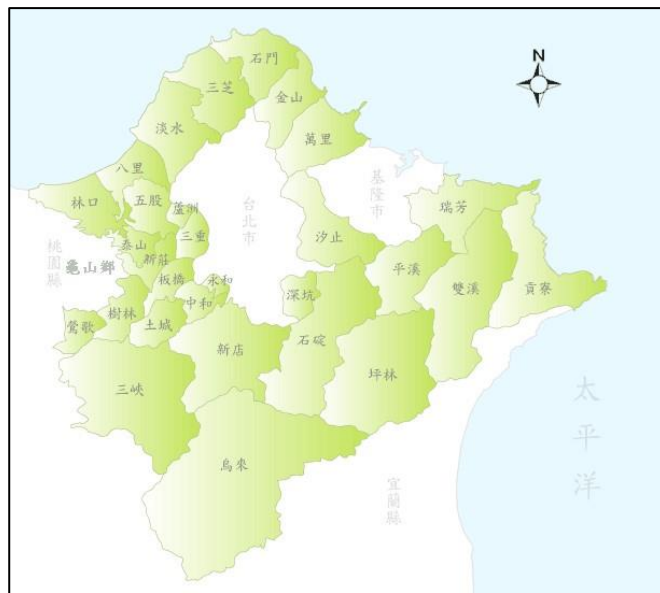 石門
三芝
金山
淡水
萬里
八里
林口
五股
蘆洲
台北市
基隆市
瑞芳
桃園縣
泰山
三重
汐止
龜山鄉
新莊
平溪
板橋
永和
深坑
雙溪
貢寮
鶯歌
樹林
土城
中和
新店
石碇
坪林
三峽
烏來
宜蘭縣
太平洋
N